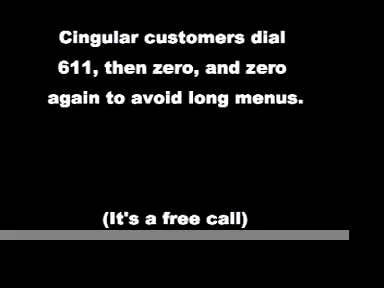 Cingular customers dial
611, then zero, and zero
again to avoid long menus.
(It's a free call)